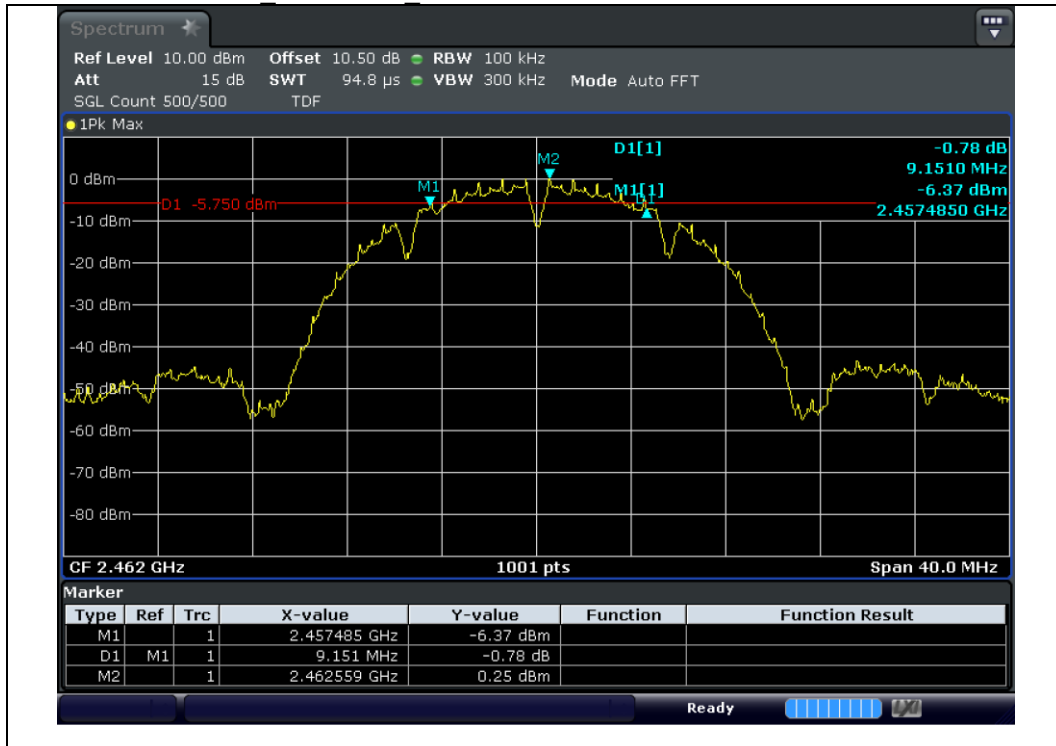 Spectrum
Ref Level 10.00 dBm Offset 10.50 dB RBW 100 kHz
Att 15 dB SWT 94.8 µs VBW 300 kHz Mode Auto FFT
SGL Count 500/500 TDF
1Pk Max
D1[1] -0.78 dB
9.1510 MHz
M1[1] -6.37 dBm
2.4574850 GHz
M2
M1
D1
0 dBm
D1 -5.750 dBm
-10 dBm
-20 dBm
-30 dBm
-40 dBm
-50 dBm
-60 dBm
-70 dBm
-80 dBm
CF 2.462 GHz 1001 pts Span 40.0 MHz
Marker
Type Ref Trc X-value Y-value Function Function Result
M1 1 2.457485 GHz -6.37 dBm
D1 M1 1 9.151 MHz -0.78 dB
M2 1 2.462559 GHz 0.25 dBm
Ready
LXI